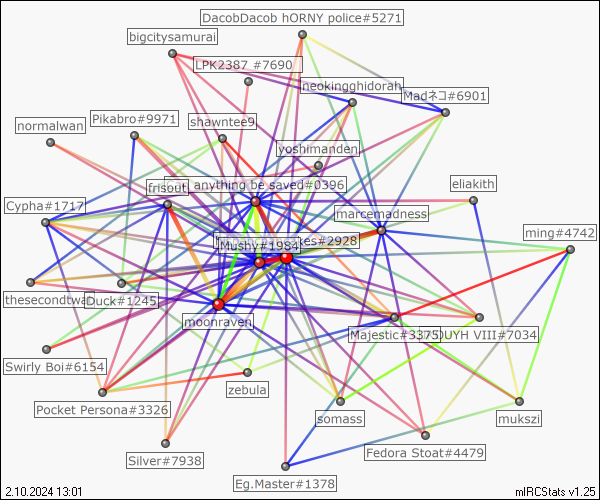 DacobDacob hORNY police#5271
bigcitysamurai
LPK2387 #7690
neokingghidorah
Madネコ#6901
Pikabro#9971
shawntee9
normalwan
yoshimanden
frisout
anything be saved#0396
eliakith
Cypha#1717
marcemadness
ming#4742
kes#2928
Mushy#1984
thesecondtwa
Duck#1245
moonraven
Majestic#3375
DUYH VIII#7034
Swirly Boi#6154
zebula
Pocket Persona#3326
somass
mukszi
Fedora Stoat#4479
Silver#7938
Eg.Master#1378
2.10.2024 13:01
mIRCStats v1.25